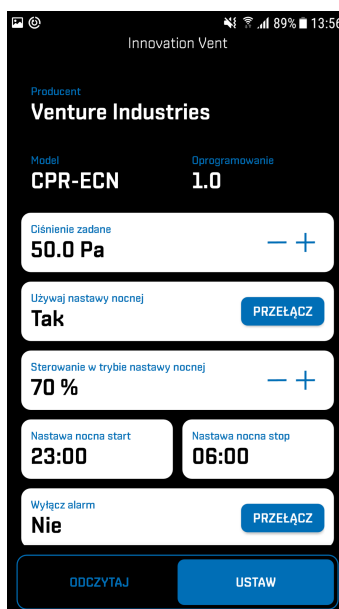 89% 13:56
Innovation Vent
Producent
Venture Industries
Model Oprogramowanie
CPR-ECN 1.0
Ciśnienie zadane
50.0 Pa
Używaj nastawy nocnej
Tak PRZEŁĄCZ
Sterowanie w trybie nastawy nocnej
70 %
Nastawa nocna start Nastawa nocna stop
23:00 06:00
Wyłącz alarm
Nie PRZEŁĄCZ
ODCZYTAJ USTAW